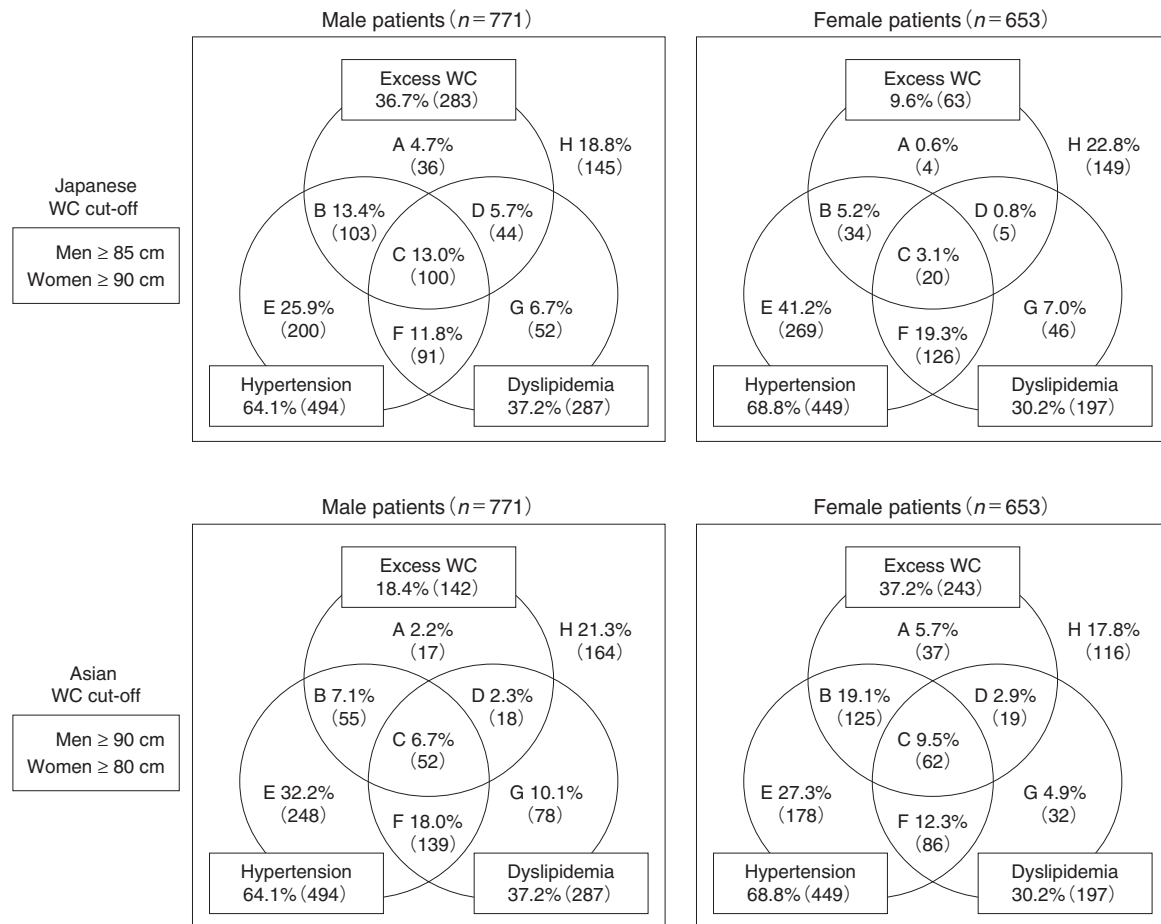 Male patients (n=771)
Excess WC
36.7% (283)
A 4.7%
(36)
H 18.8%
(145)
B 13.4%
(103)
D 5.7%
(44)
C 13.0%
(100)
E 25.9%
(200)
G 6.7%
(52)
F 11.8%
(91)
Hypertension
64.1% (494)
Dyslipidemia
37.2% (287)
Female patients (n=653)
Excess WC
9.6% (63)
A 0.6%
(4)
H 22.8%
(149)
B 5.2%
(34)
D 0.8%
(5)
C 3.1%
(20)
E 41.2%
(269)
G 7.0%
(46)
F 19.3%
(126)
Hypertension
68.8% (449)
Dyslipidemia
30.2% (197)
Japanese
WC cut-off
Men ≥ 85 cm
Women ≥ 90 cm
Male patients (n=771)
Excess WC
18.4% (142)
A 2.2%
(17)
H 21.3%
(164)
B 7.1%
(55)
D 2.3%
(18)
C 6.7%
(52)
E 32.2%
(248)
G 10.1%
(78)
F 18.0%
(139)
Hypertension
64.1% (494)
Dyslipidemia
37.2% (287)
Female patients (n=653)
Excess WC
37.2% (243)
A 5.7%
(37)
H 17.8%
(116)
B 19.1%
(125)
D 2.9%
(19)
C 9.5%
(62)
E 27.3%
(178)
G 4.9%
(32)
F 12.3%
(86)
Hypertension
68.8% (449)
Dyslipidemia
30.2% (197)
Asian
WC cut-off
Men ≥ 90 cm
Women ≥ 80 cm